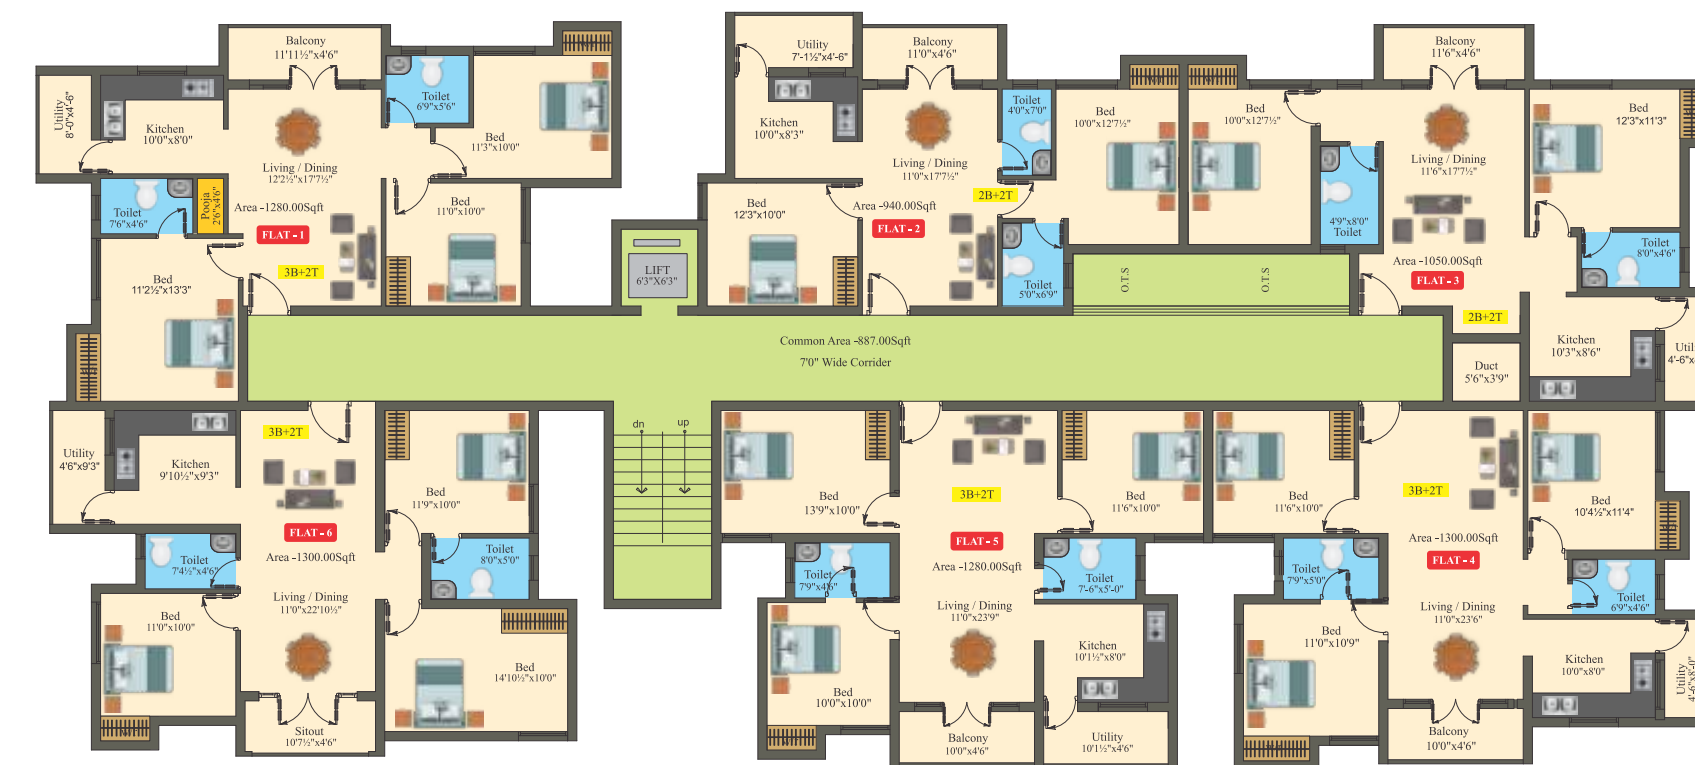 Balcony
11'11½"x4'6"
Utility
8'-0"x4'-6"
Kitchen
10'0"x8'0"
Toilet
6'9"x5'6"
Bed
11'3"x10'0"
Living / Dining
12'2½"x17'7½"
Toilet
7'6"x4'6"
Pooja
2'6"x4'6"
Area -1280.00Sqft
FLAT - 1
3B+2T
Bed
11'0"x10'0"
Bed
11'2½"x13'3"
LIFT
6'3"X6'3"
Utility
7'-1½"x4'-6"
Balcony
11'0"x4'6"
Kitchen
10'0"x8'3"
Toilet
4'0"x7'0"
Bed
10'0"x12'7½"
Living / Dining
11'0"x17'7½"
2B+2T
Bed
12'3"x10'0"
Area -940.00Sqft
FLAT - 2
Toilet
5'0"x6'9"
O.T.S
O.T.S
Balcony
11'6"x4'6"
Bed
10'0"x12'7½"
Bed
12'3"x11'3"
Living / Dining
11'6"x17'7½"
4'9"x8'0"
Toilet
Area -1050.00Sqft
FLAT - 3
Toilet
8'0"x4'6"
2B+2T
Kitchen
10'3"x8'6"
Duct
5'6"x3'9"
Common Area -887.00Sqft
7'0" Wide Corrider
dn
up
3B+2T
Utility
4'6"x9'3"
Kitchen
9'10½"x9'3"
Bed
11'9"x10'0"
FLAT - 6
Area -1300.00Sqft
Toilet
7'4½"x4'6"
Toilet
8'0"x5'0"
Living / Dining
11'0"x22'10½"
Bed
11'0"x10'0"
Bed
14'10½"x10'0"
Sitout
10'7½"x4'6"
Bed
13'9"x10'0"
3B+2T
Bed
11'6"x10'0"
FLAT - 5
Area -1280.00Sqft
Toilet
7'9"x4'6"
Toilet
7'-6"x5'-0"
Living / Dining
11'0"x23'9"
Kitchen
10'1½"x8'0"
Bed
10'0"x10'0"
Balcony
10'0"x4'6"
Utility
10'1½"x4'6"
Bed
11'6"x10'0"
3B+2T
Bed
10'4½"x11'4"
Area -1300.00Sqft
FLAT - 4
Toilet
7'9"x5'0"
Toilet
6'9"x4'6"
Living / Dining
11'0"x23'6"
Bed
11'0"x10'9"
Kitchen
10'0"x8'0"
Utility
4'-6"x8'-0"
Balcony
10'0"x4'6"